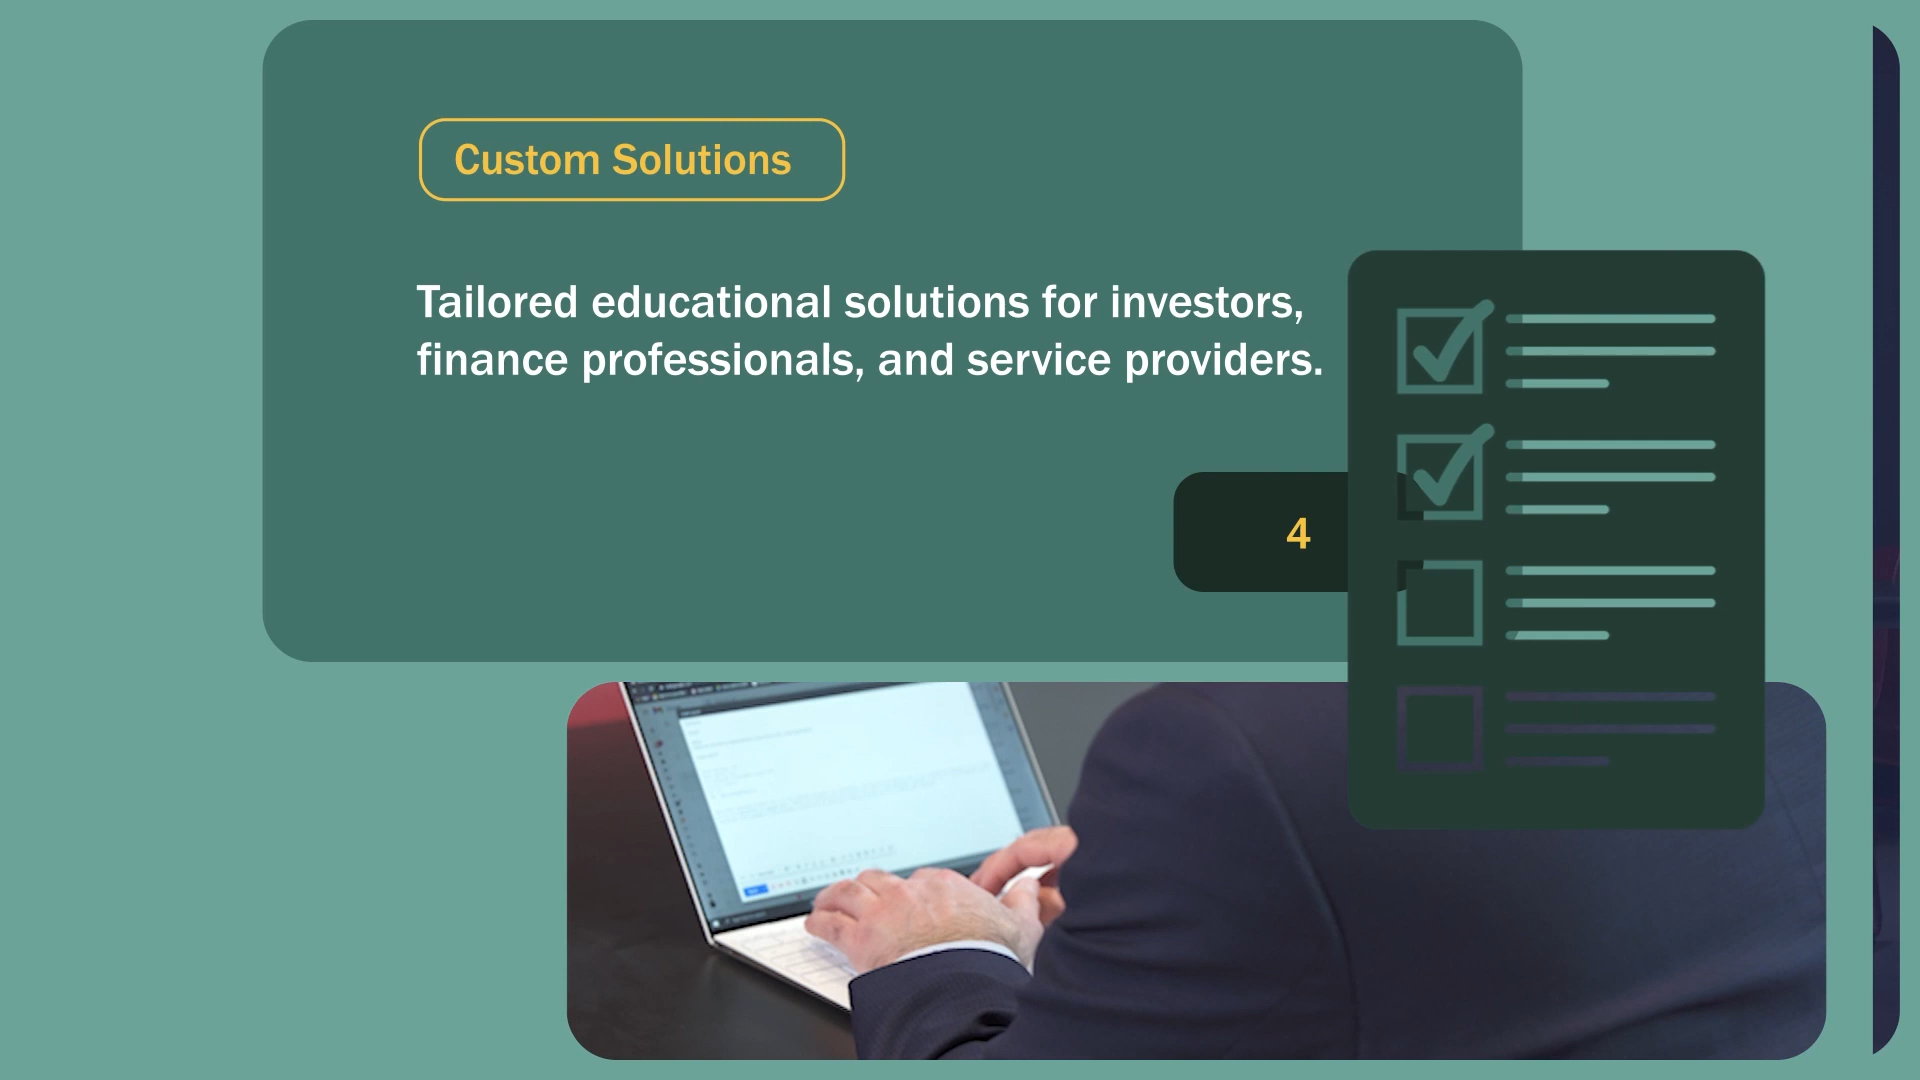 Custom Solutions
Tailored educational solutions for investors,
finance professionals, and service providers.
4